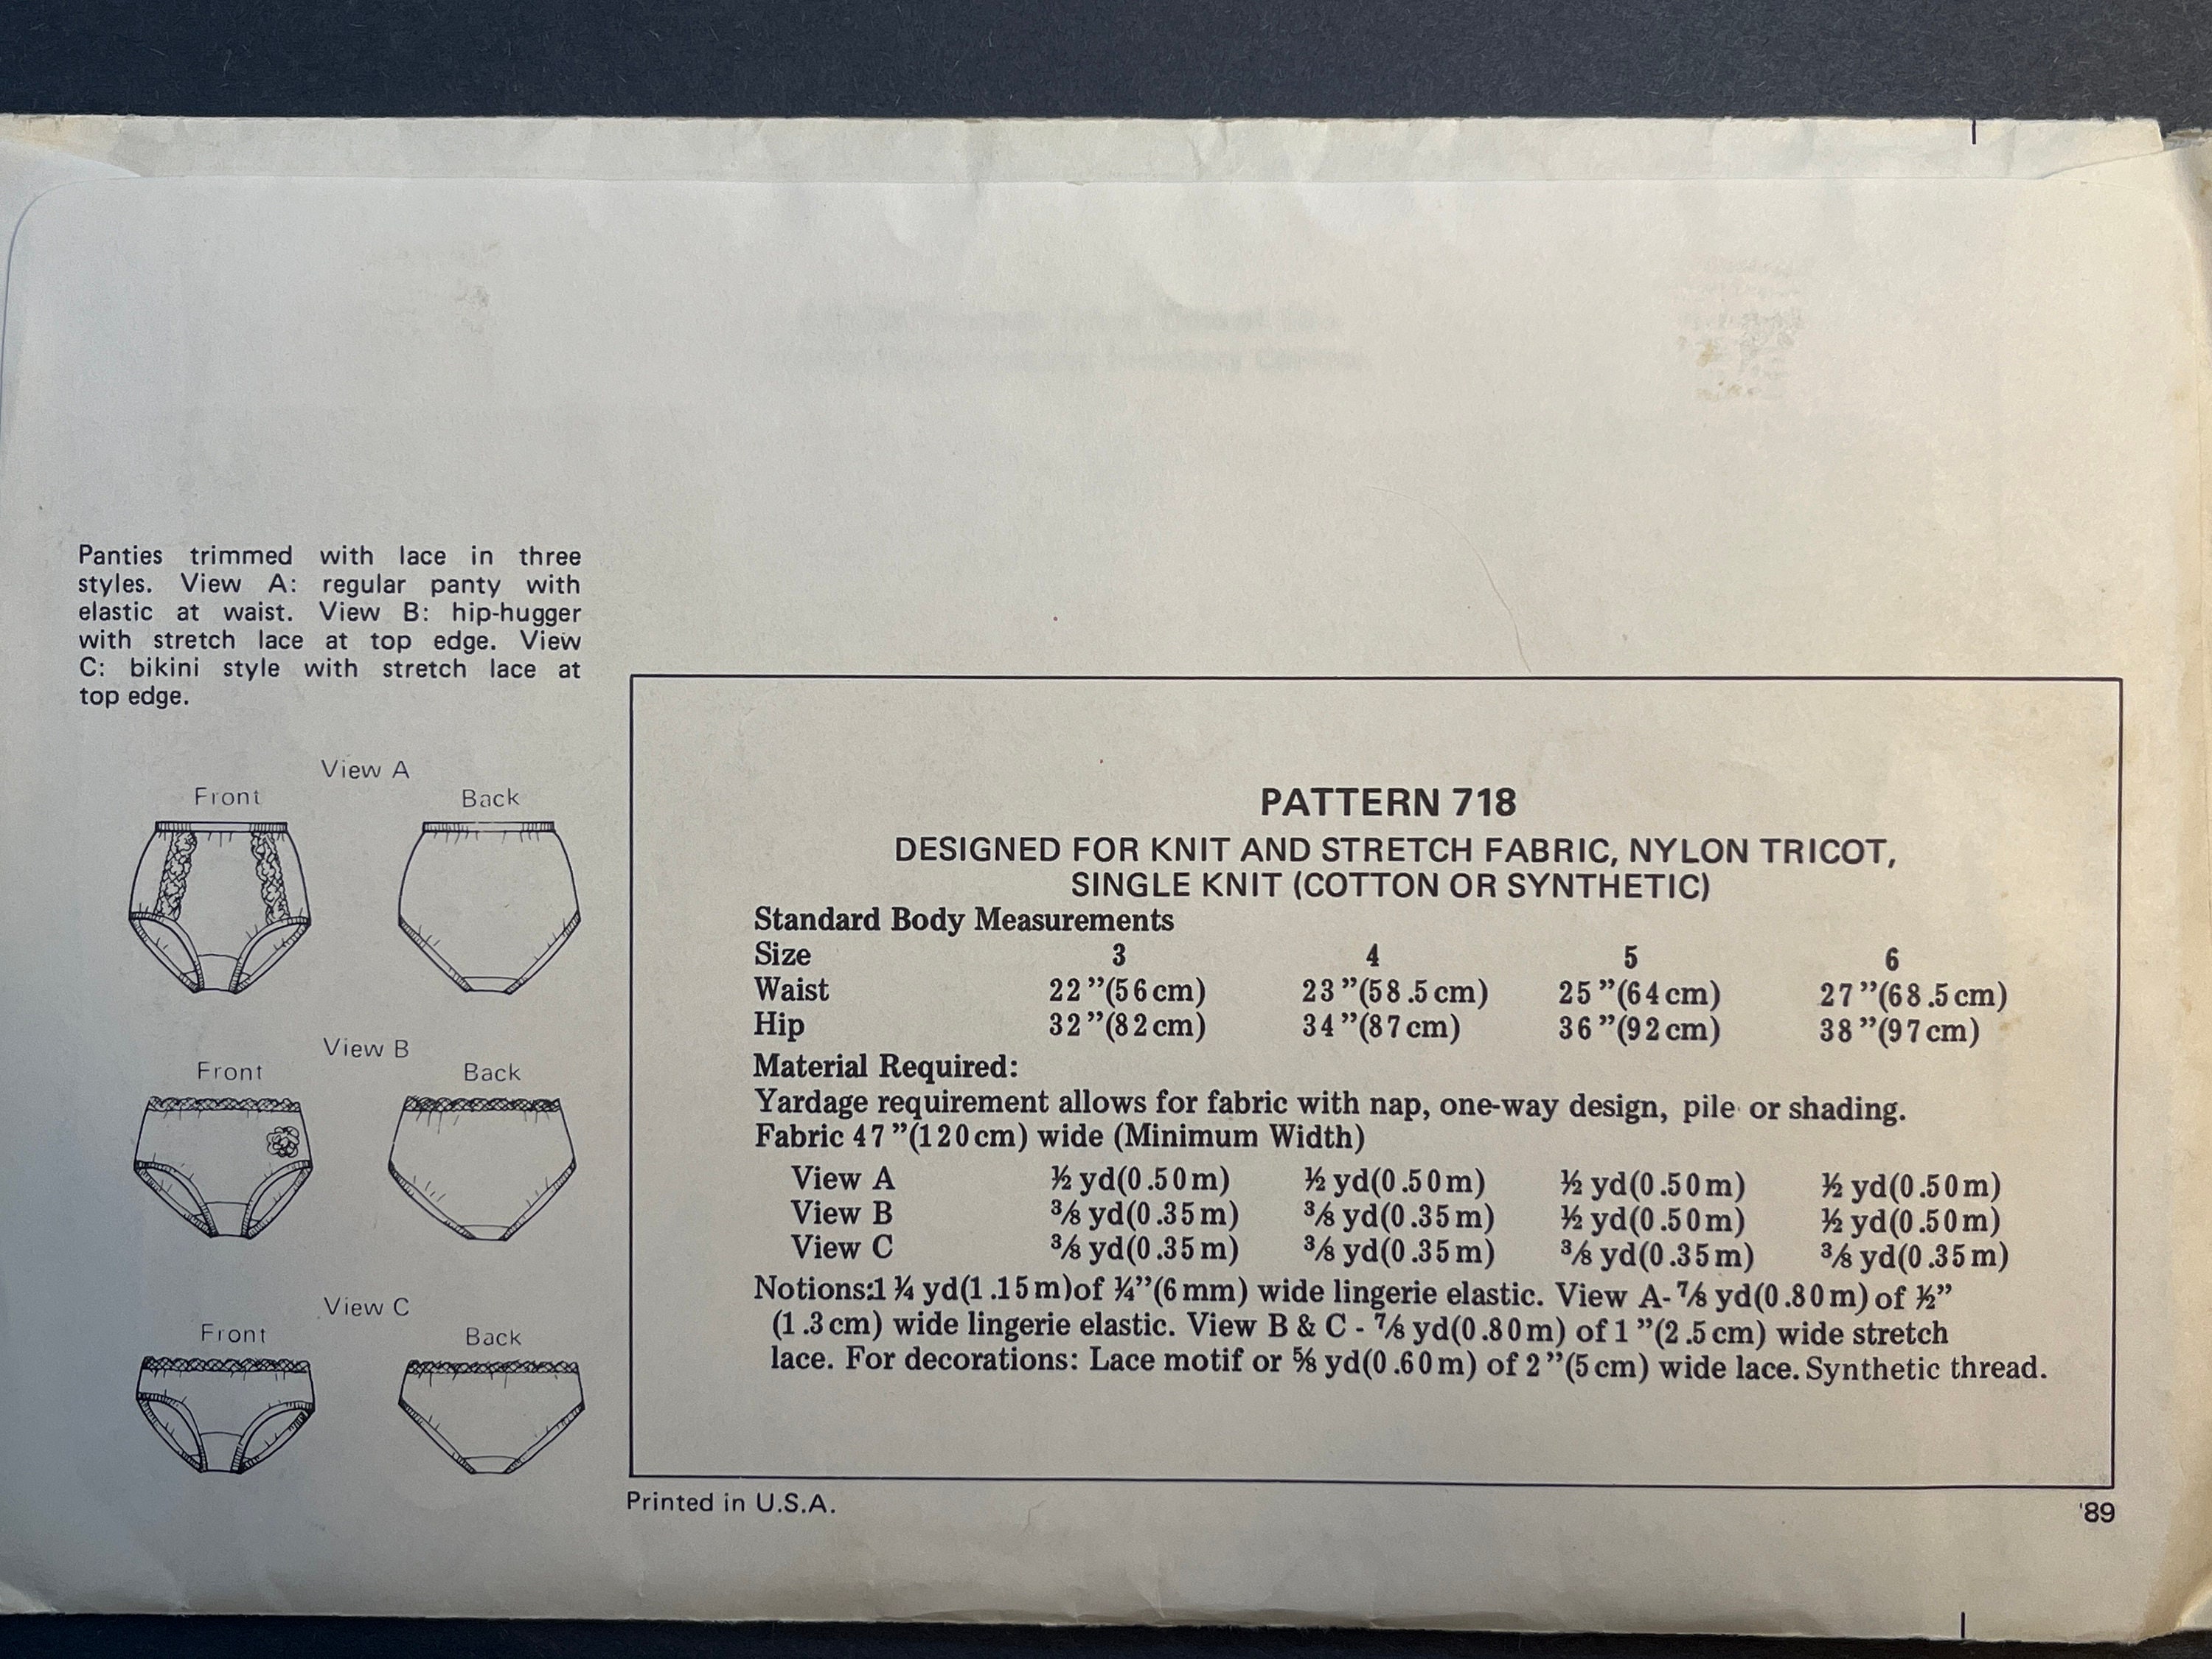 Panties trimmed with lace in three
styles. View A: regular panty with
elastic at waist. View B: hip-hugger
with stretch lace at top edge. View
C: bikini style with stretch lace at
top edge.
View A
Front Back
View B
Front Back
View C
Front Back
PATTERN 718
DESIGNED FOR KNIT AND STRETCH FABRIC, NYLON TRICOT,
SINGLE KNIT (COTTON OR SYNTHETIC)
Standard Body Measurements
Size 3 4 5 6
Waist 22”(56cm) 23”(58.5cm) 25”(64cm) 27”(68.5cm)
Hip 32”(82cm) 34”(87cm) 36”(92cm) 38”(97cm)
Material Required:
Yardage requirement allows for fabric with nap, one-way design, pile or shading.
Fabric 47”(120cm) wide (Minimum Width)
View A ½ yd(0.50m) ½ yd(0.50m) ½ yd(0.50m) ½ yd(0.50m)
View B ⅜ yd(0.35m) ⅜ yd(0.35m) ½ yd(0.50m) ½ yd(0.50m)
View C ⅜ yd(0.35m) ⅜ yd(0.35m) ⅜ yd(0.35m) ⅜ yd(0.35m)
Notions:1 ¼ yd(1.15m)of ¼”(6mm) wide lingerie elastic. View A- ⅞ yd(0.80m) of ½”
(1.3cm) wide lingerie elastic. View B & C - ⅞ yd(0.80m) of 1”(2.5cm) wide stretch
lace. For decorations: Lace motif or ⅝ yd(0.60m) of 2”(5cm) wide lace. Synthetic thread.
Printed in U.S.A. '89